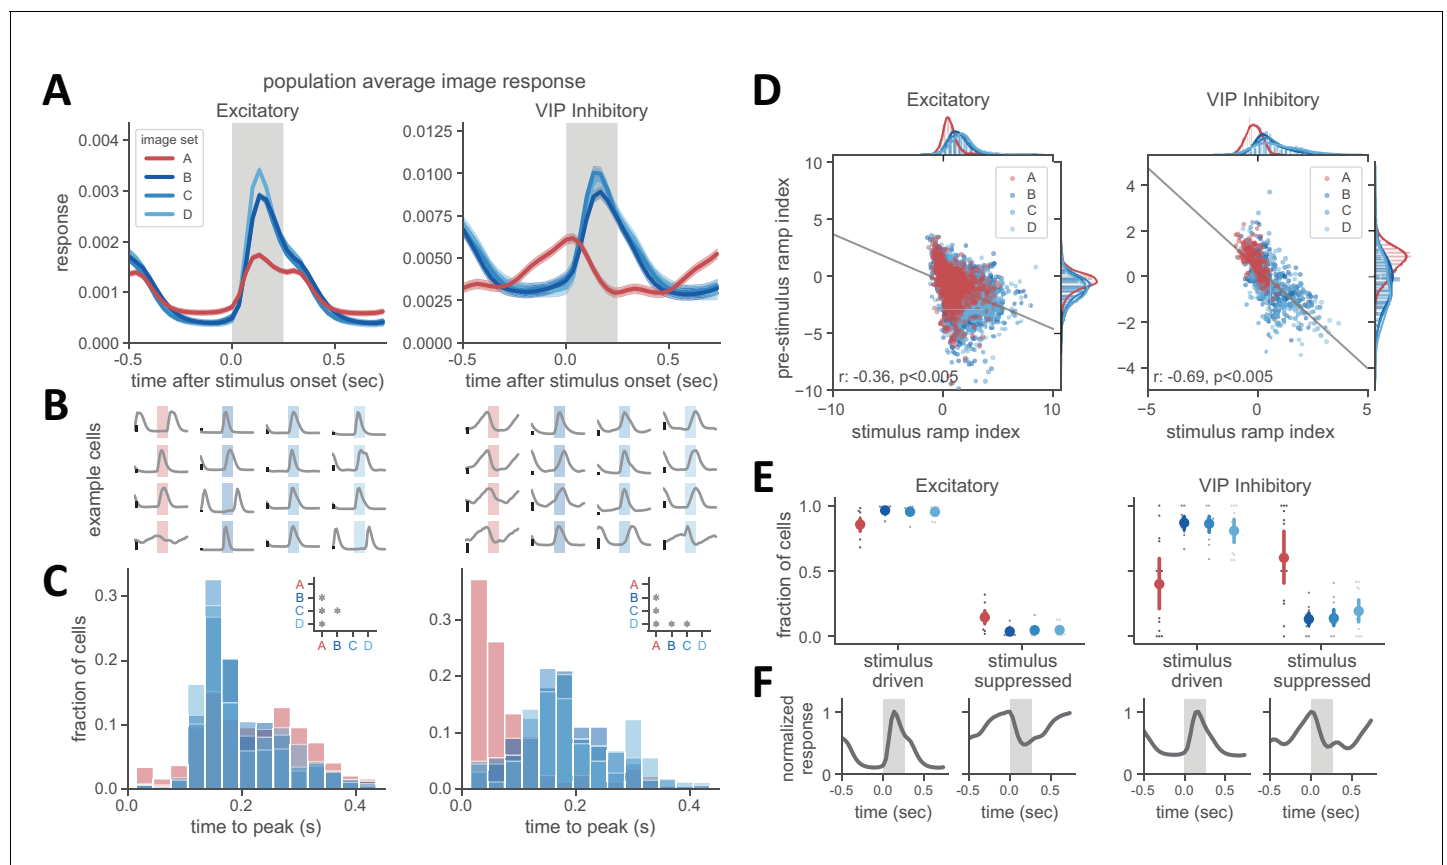 A
population average image response
Excitatory
VIP Inhibitory
image set
A
B
C
D
response
0.004
0.003
0.002
0.001
0.000
-0.5
0.0
0.5
time after stimulus onset (sec)
0.0125
0.0100
0.0075
0.0050
0.0025
0.000
-0.5
0.0
0.5
time after stimulus onset (sec)
B
example cells
C
fraction of cells
0.3
0.2
0.1
0.0
0.0
0.2
0.4
time to peak (s)
A
B *
C * *
D *
A B C D
0.3
0.2
0.1
0.0
0.0
0.2
0.4
time to peak (s)
A
B *
C *
D * * *
A B C D
D
Excitatory
VIP Inhibitory
pre-stimulus ramp index
10
5
0
−5
−10
A
B
C
D
r: -0.36, p<0.005
−10
0
10
stimulus ramp index
4
2
0
−2
−4
A
B
C
D
r: -0.69, p<0.005
−5
0
5
stimulus ramp index
E
Excitatory
VIP Inhibitory
fraction of cells
1.0
0.5
0.0
stimulus driven
stimulus suppressed
stimulus driven
stimulus suppressed
F
normalized response
1
0
-0.5 0.0 0.5
time (sec)
-0.5 0.0 0.5
time (sec)
1
0
-0.5 0.0 0.5
time (sec)
-0.5 0.0 0.5
time (sec)